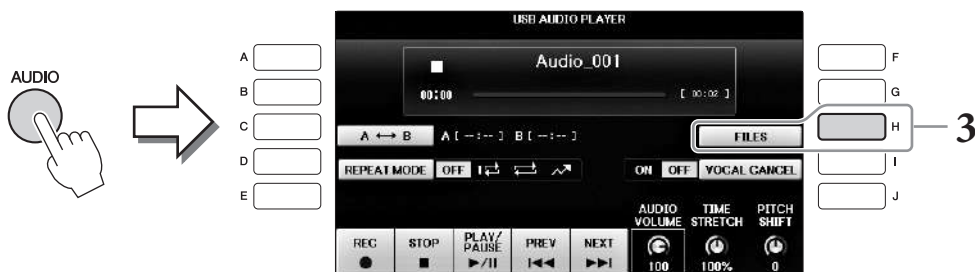 USB AUDIO PLAYER
AUDIO
A
B
C
D
E
Audio_001
00:00
[ 00:02 ]
A ↔ B A [ --:-- ] B [ --:-- ]
FILES
REPEAT MODE OFF 1
ON OFF VOCAL CANCEL
AUDIO VOLUME
TIME STRETCH
PITCH SHIFT
REC
STOP
PLAY/PAUSE
PREV
NEXT
100
100%
0
F
G
H
I
J
3